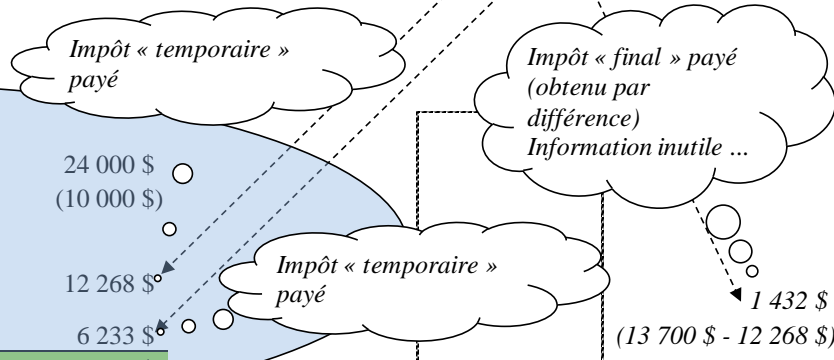 Impôt « temporaire »
payé
Impôt « final » payé
(obtenu par
différence)
Information inutile ...
24 000 $
(10 000 $)
Impôt « temporaire »
payé
12 268 $
6 233 $
1 432 $
(13 700 $ - 12 268 $)